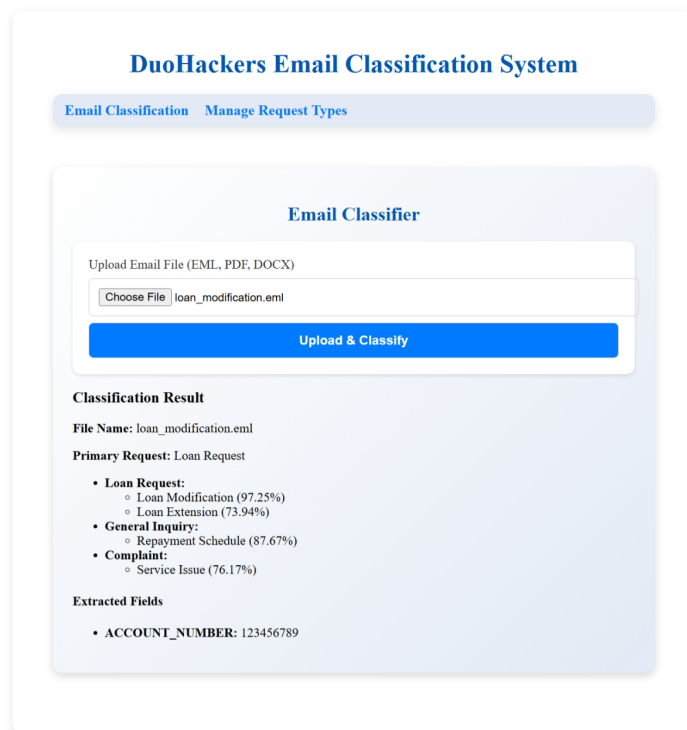 DuoHackers Email Classification System
Email Classification Manage Request Types
Email Classifier
Upload Email File (EML, PDF, DOCX)
Choose File loan_modification.eml
Upload & Classify
Classification Result
File Name: loan_modification.eml
Primary Request: Loan Request
Loan Request:
Loan Modification (97.25%)
Loan Extension (73.94%)
General Inquiry:
Repayment Schedule (87.67%)
Complaint:
Service Issue (76.17%)
Extracted Fields
ACCOUNT_NUMBER: 123456789